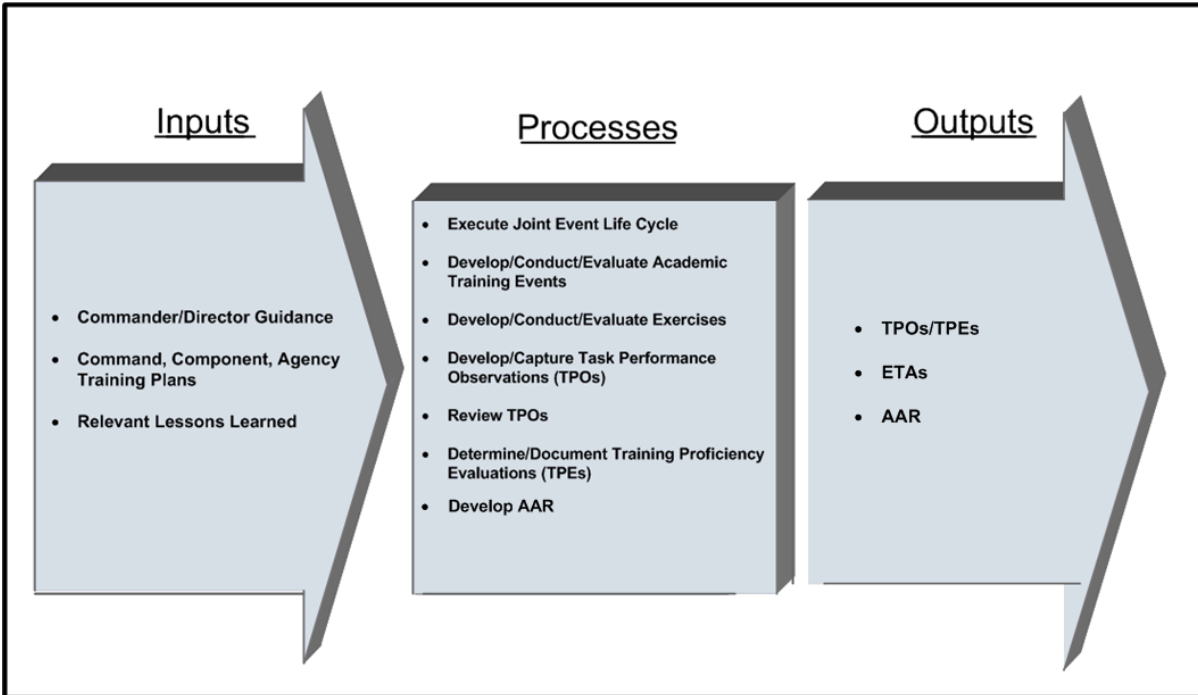 Inputs
Processes
Outputs
• Commander/Director Guidance
• Command, Component, Agency
Training Plans
• Relevant Lessons Learned
• Execute Joint Event Life Cycle
• Develop/Conduct/Evaluate Academic
Training Events
• Develop/Conduct/Evaluate Exercises
• Develop/Capture Task Performance
Observations (TPOs)
• Review TPOs
• Determine/Document Training Proficiency
Evaluations (TPEs)
• Develop AAR
• TPOs/TPEs
• ETAs
• AAR